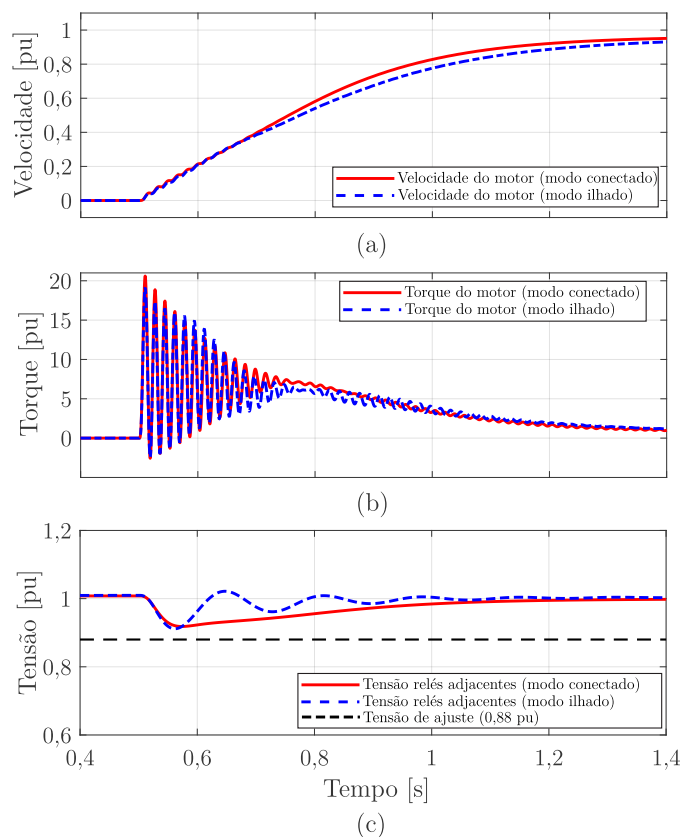 1
0,8
0,6
0,4
0,2
0
Velocidade [pu]
Velocidade do motor (modo conectado)
Velocidade do motor (modo ilhado)
(a)
20
15
10
5
0
Torque [pu]
Torque do motor (modo conectado)
Torque do motor (modo ilhado)
(b)
1,2
1
0,8
0,6
Tensão [pu]
Tensão relés adjacentes (modo conectado)
Tensão relés adjacentes (modo ilhado)
Tensão de ajuste (0,88 pu)
0,4 0,6 0,8 1 1,2 1,4
Tempo [s]
(c)